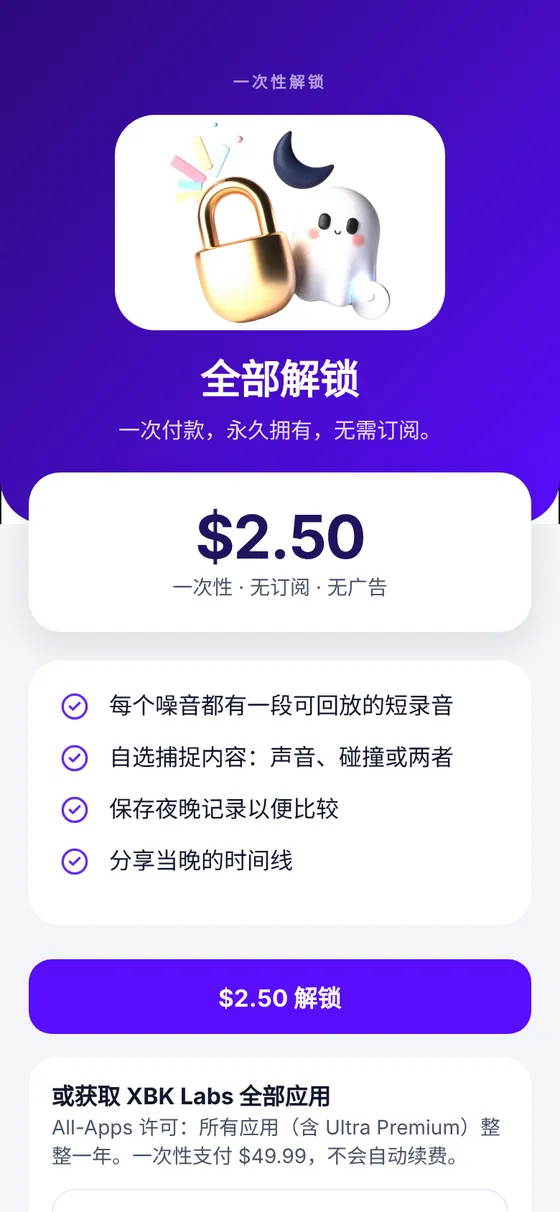 一次性解锁
全部解锁
一次付款，永久拥有，无需订阅。
$2.50
一次性 · 无订阅 · 无广告
每个噪音都有一段可回放的短录音
自选捕捉内容：声音、碰撞或两者
保存夜晚记录以便比较
分享当晚的时间线
$2.50 解锁
或获取 XBK Labs 全部应用
All-Apps 许可：所有应用（含 Ultra Premium）整
整一年。一次性支付 $49.99，不会自动续费。